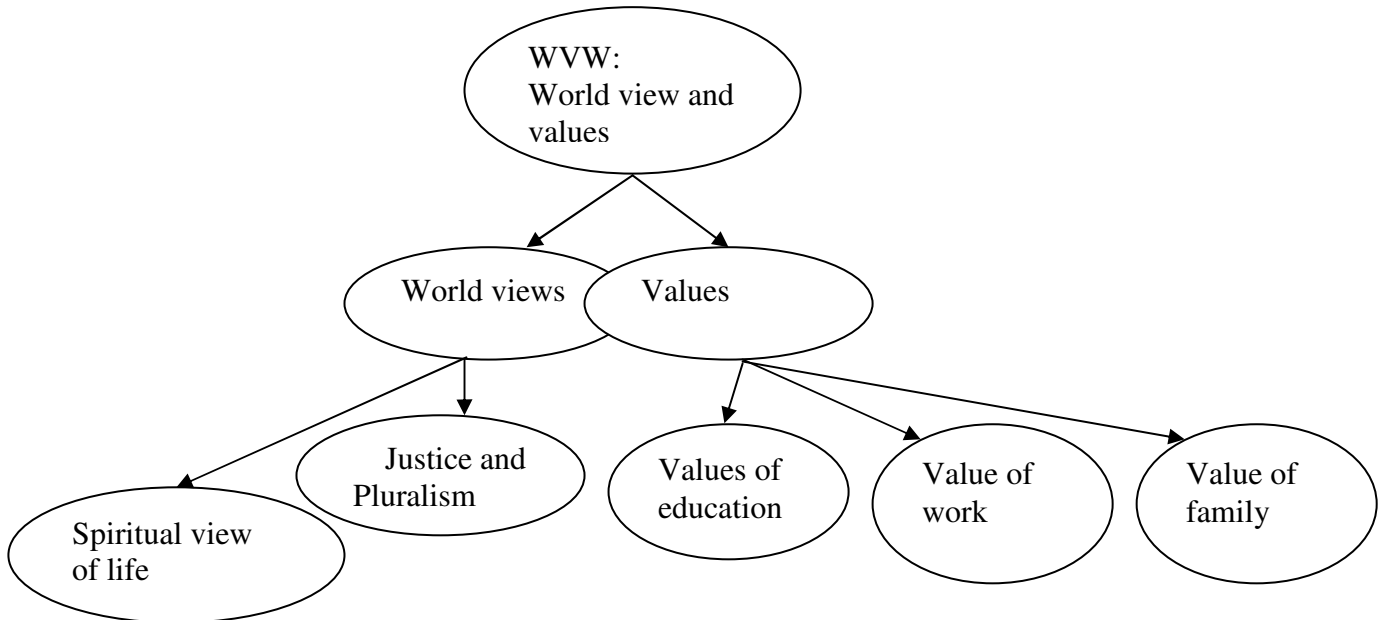 WVW:
World view and
values
World views
Values
Justice and
Pluralism
Spiritual view
of life
Values of
education
Value of
work
Value of
family